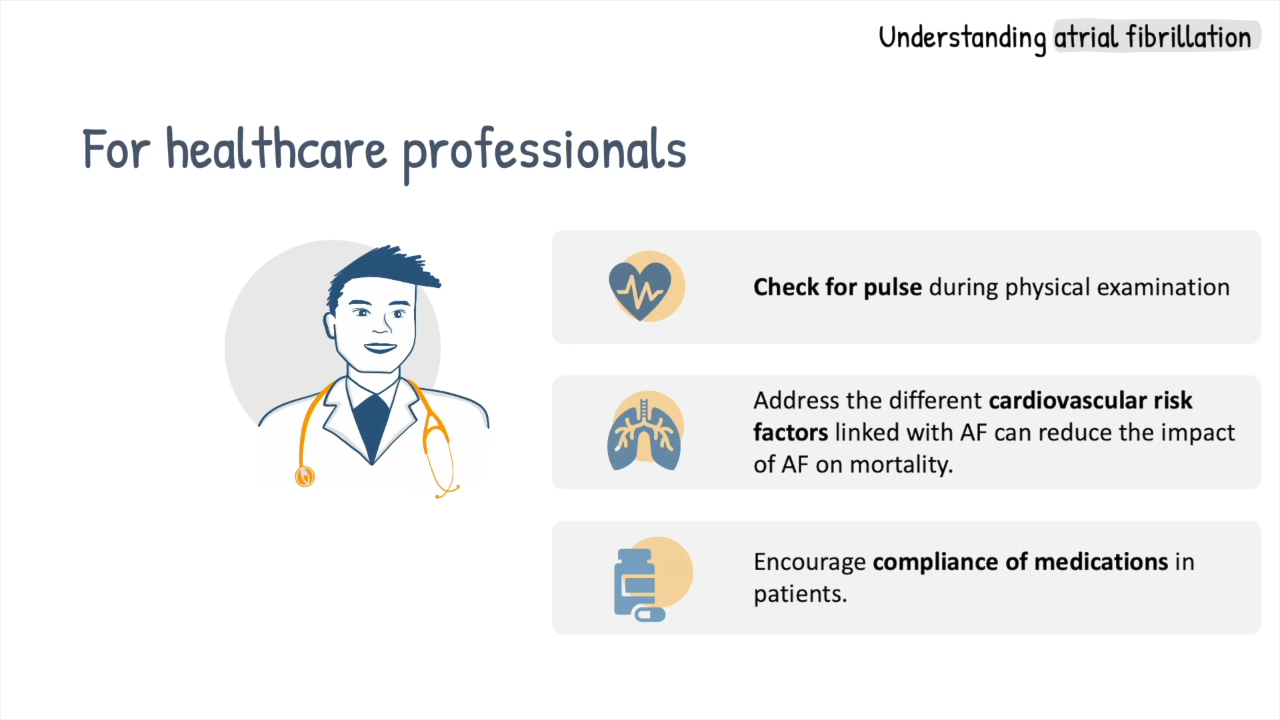 Understanding atrial fibrillation
For healthcare professionals
Check for pulse during physical examination
Address the different cardiovascular risk
factors linked with AF can reduce the impact
of AF on mortality.
Encourage compliance of medications in
patients.